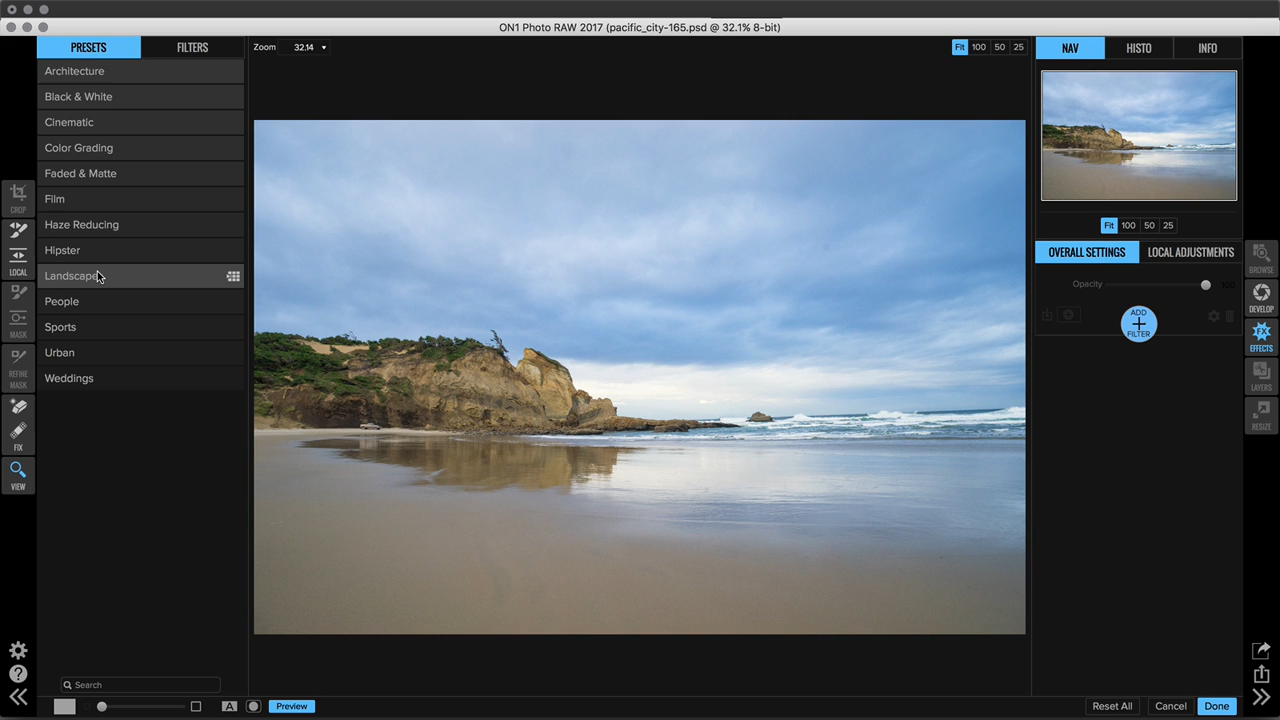 ON1 Photo RAW 2017 (pacific_city-165.psd @ 32.1% 8-bit)
PRESETS
FILTERS
Zoom 32.14
Fit 100 50 25
NAV
HISTO
INFO
Architecture
Black & White
Cinematic
Color Grading
Faded & Matte
Film
Haze Reducing
Hipster
Landscape
People
Sports
Urban
Weddings
CROP
LOCAL
MASK
REFINE
MASK
FIX
VIEW
Fit 100 50 25
OVERALL SETTINGS
LOCAL ADJUSTMENTS
Opacity 100
ADD
FILTER
BROWSE
DEVELOP
FX
EFFECTS
LAYERS
RESIZE
Search
A
Preview
Reset All
Cancel
Done